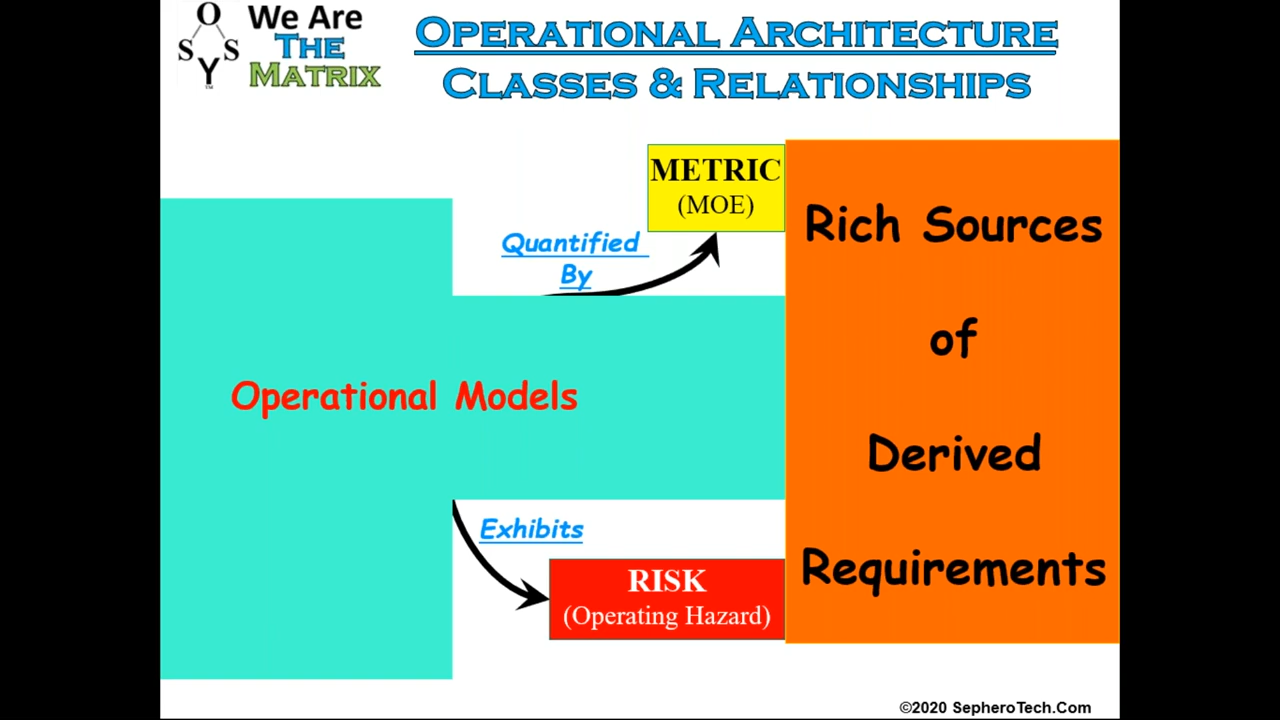 O
S S
Y
TM
We Are
THE
MATRIX
OPERATIONAL ARCHITECTURE
CLASSES & RELATIONSHIPS
METRIC
(MOE)
Quantified
By
Operational Models
Exhibits
RISK
(Operating Hazard)
Rich Sources
of
Derived
Requirements
©2020 SepheroTech.Com